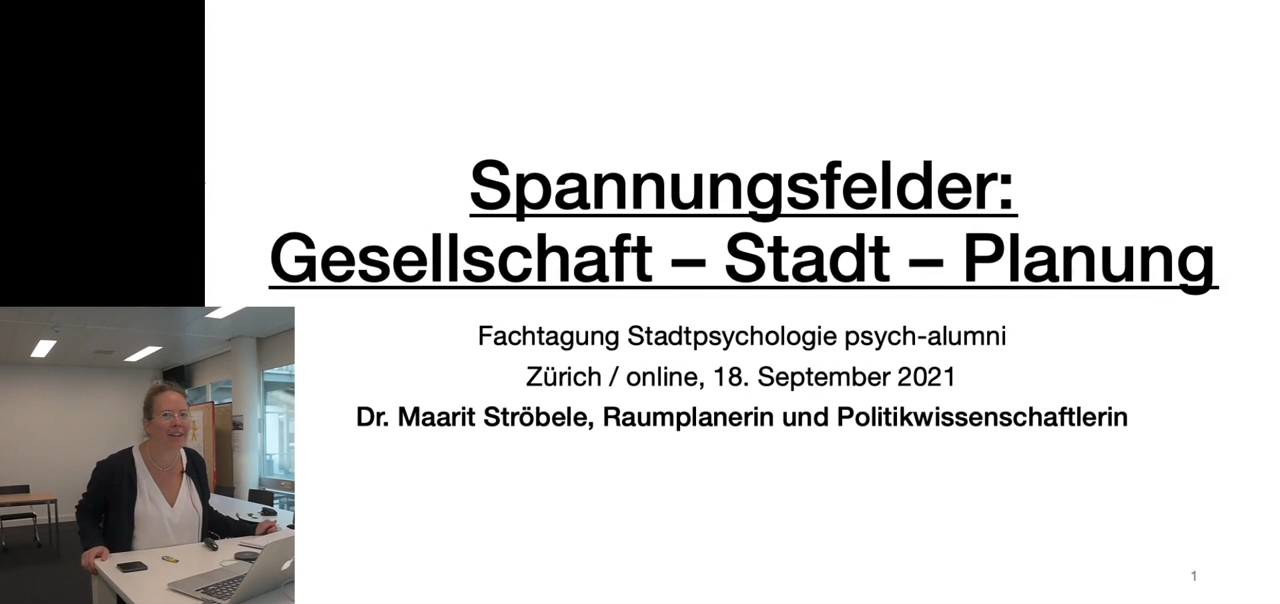 Spannungsfelder:
Gesellschaft – Stadt – Planung
Fachtagung Stadtpsychologie psych-alumni
Zürich / online, 18. September 2021
Dr. Maarit Ströbele, Raumplanerin und Politikwissenschaftlerin
1